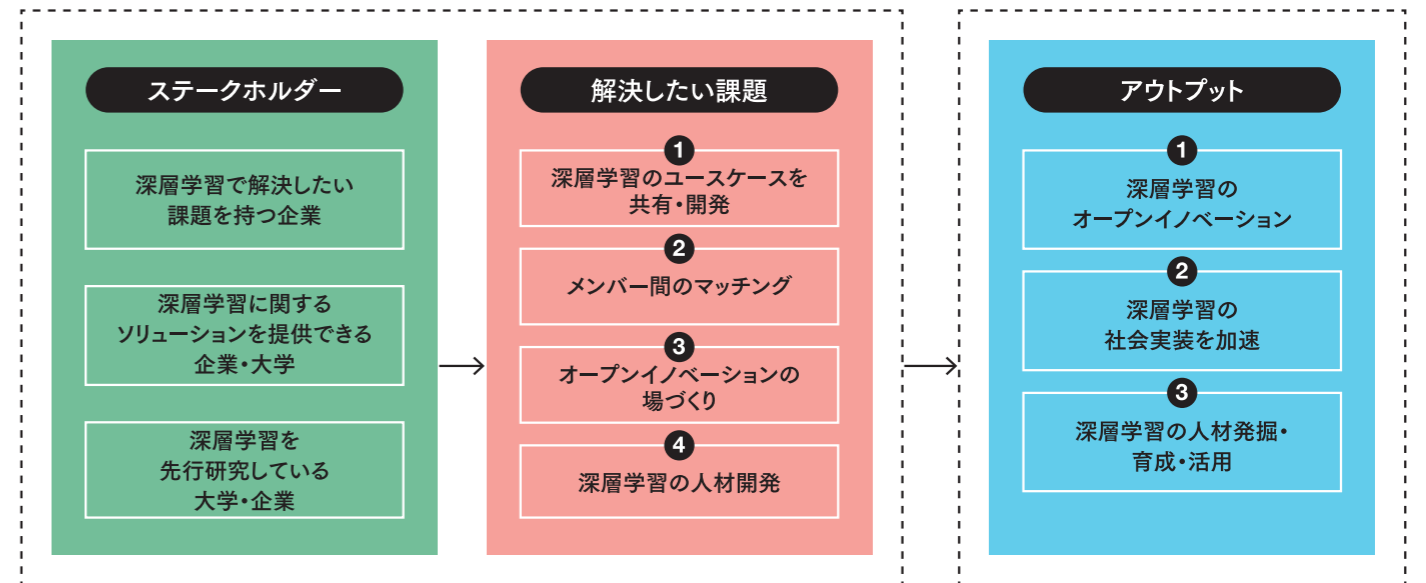 ステークホルダー
深層学習で解決したい
課題を持つ企業
深層学習に関する
ソリューションを提供できる
企業・大学
深層学習を
先行研究している
大学・企業
解決したい課題
1
深層学習のユースケースを
共有・開発
2
メンバー間のマッチング
3
オープンイノベーションの
場づくり
4
深層学習の人材開発
アウトプット
1
深層学習の
オープンイノベーション
2
深層学習の
社会実装を加速
3
深層学習の人材発掘・
育成・活用